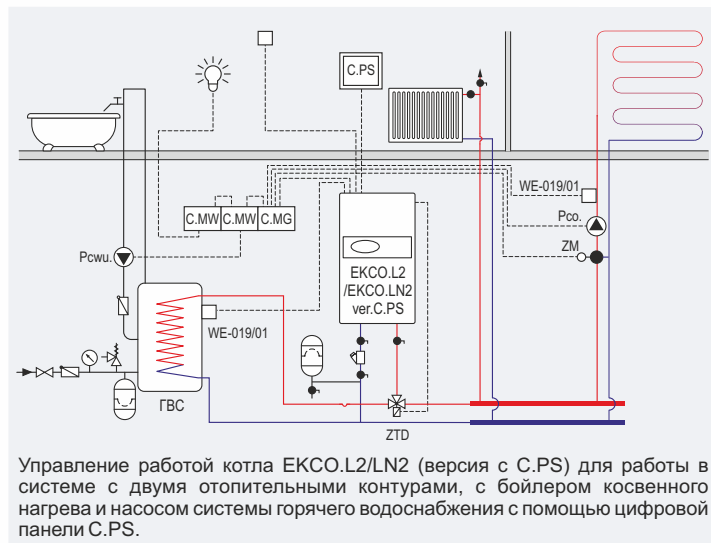 C.PS
WE-019/01
C.MW C.MW C.MG
Pco.
Pcwu.
ZM
EKCO.L2
/EKCO.LN2
ver.C.PS
WE-019/01
ГВС
ZTD
Управление работой котла EKCO.L2/LN2 (версия с C.PS) для работы в
системе с двумя отопительными контурами, с бойлером косвенного
нагрева и насосом системы горячего водоснабжения с помощью цифровой
панели C.PS.